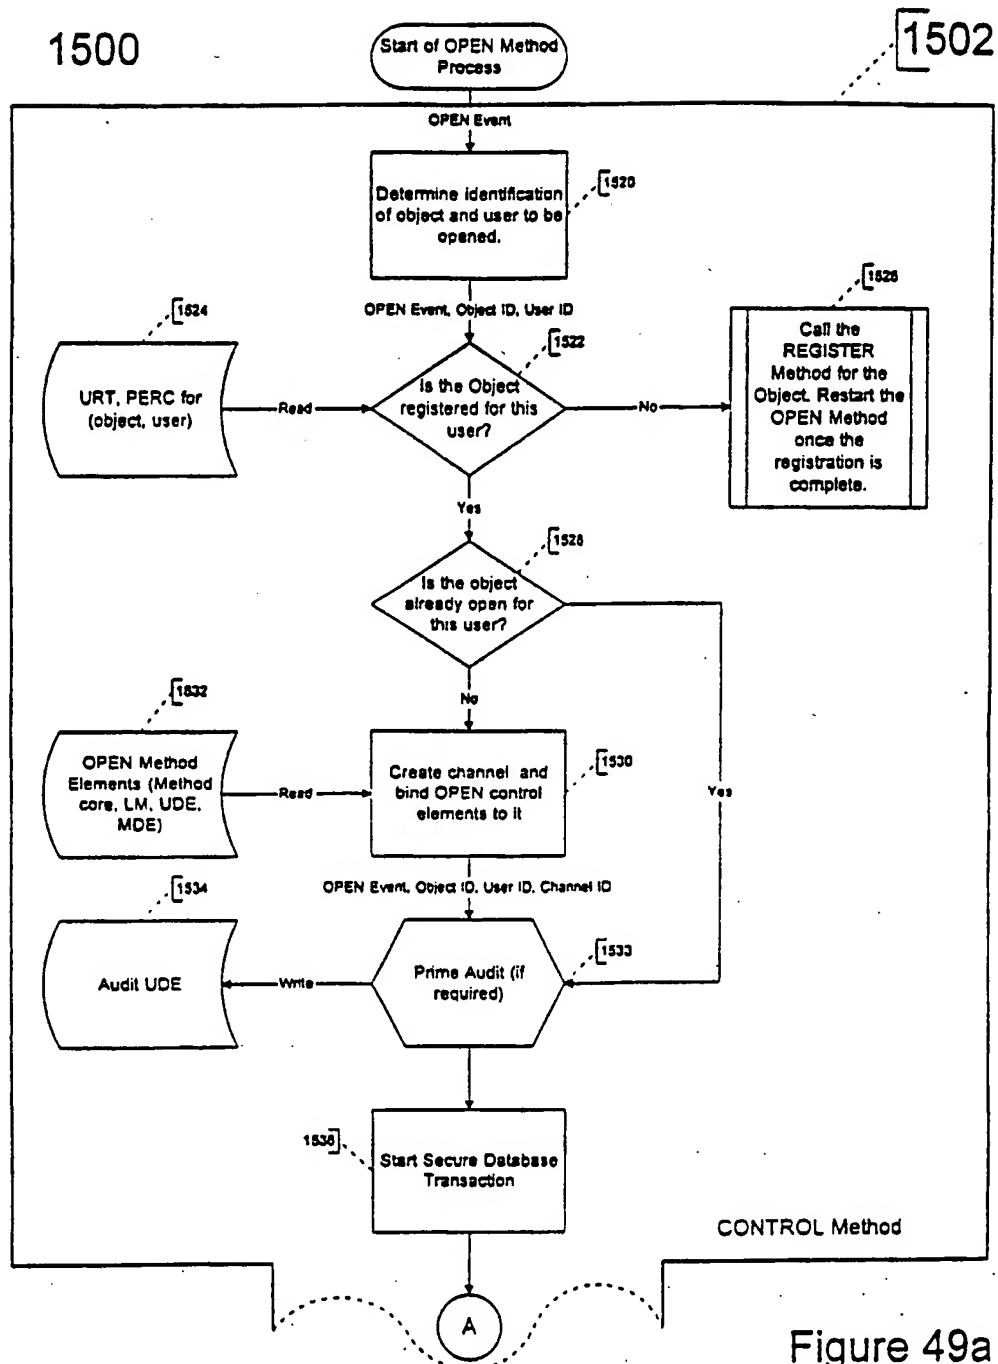 1500
Start of OPEN Method
Process
1502
OPEN Event
Determine identification
of object and user to be
opened.
1520
OPEN Event, Object ID, User ID
1524
URT, PERC for
(object, user)
Read
Is the Object
registered for this
user?
1522
No
1526
Call the
REGISTER
Method for the
Object. Restart the
OPEN Method
once the
registration is
complete.
Yes
Is the object
already open for
this user?
1528
No
Yes
1532
OPEN Method
Elements (Method
core, LM, UDE,
MDE)
Read
Create channel and
bind OPEN control
elements to it
1530
OPEN Event, Object ID, User ID, Channel ID
1534
Audit UDE
Write
Prime Audit (if
required)
1533
1536
Start Secure Database
Transaction
CONTROL Method
A
Figure 49a